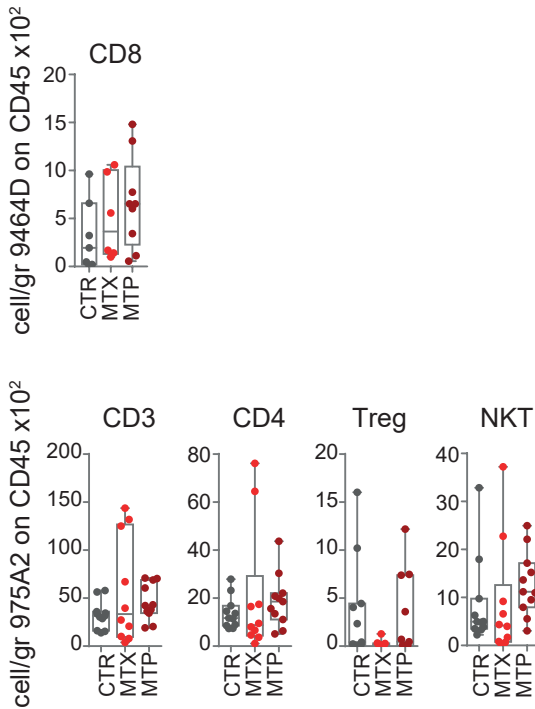 cell/gr 9464D on CD45 x10²
CD8
20
15
10
5
0
CTR
MTX
MTP
cell/gr 975A2 on CD45 x10²
CD3
200
150
100
50
0
CTR
MTX
MTP
CD4
80
60
40
20
0
CTR
MTX
MTP
Treg
20
15
10
5
0
CTR
MTX
MTP
NKT
40
30
20
10
0
CTR
MTX
MTP